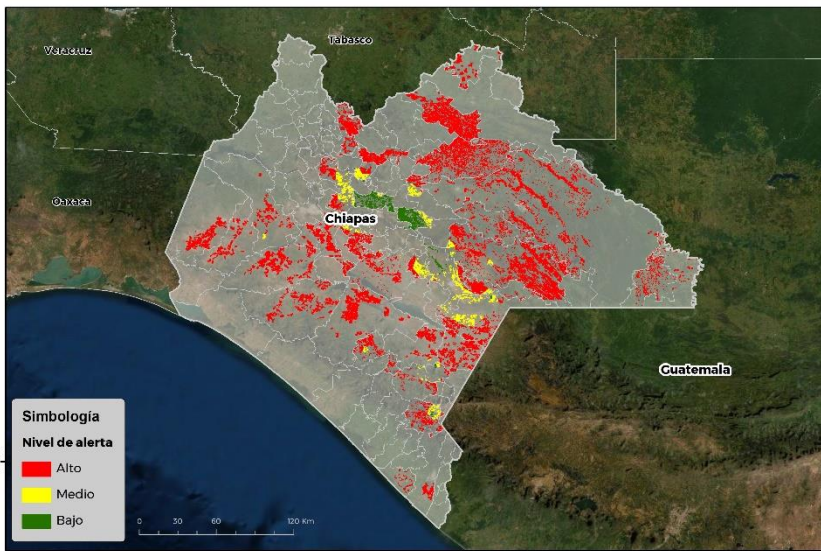 Tabasco
Veracruz
Oaxaca
Chiapas
Guatemala
Simbología
Nivel de alerta
Alto
Medio
Bajo
0 30 60 120 Km